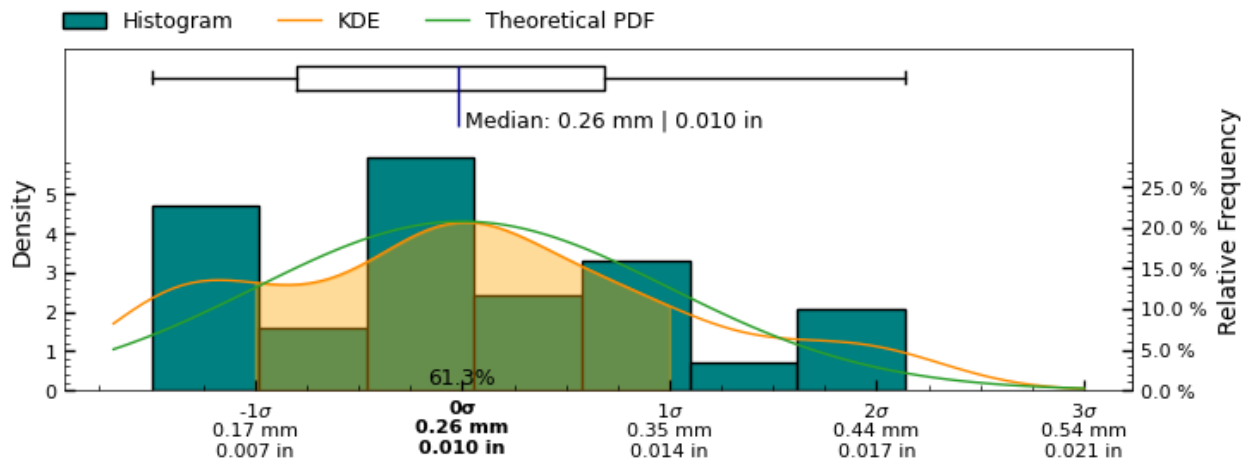 Histogram KDE Theoretical PDF
Median: 0.26 mm | 0.010 in
Density
5
4
3
2
1
0
61.3%
25.0 %
20.0 %
15.0 %
10.0 %
5.0 %
0.0 %
Relative Frequency
-1σ 0σ 1σ 2σ 3σ
0.17 mm 0.26 mm 0.35 mm 0.44 mm 0.54 mm
0.007 in 0.010 in 0.014 in 0.017 in 0.021 in